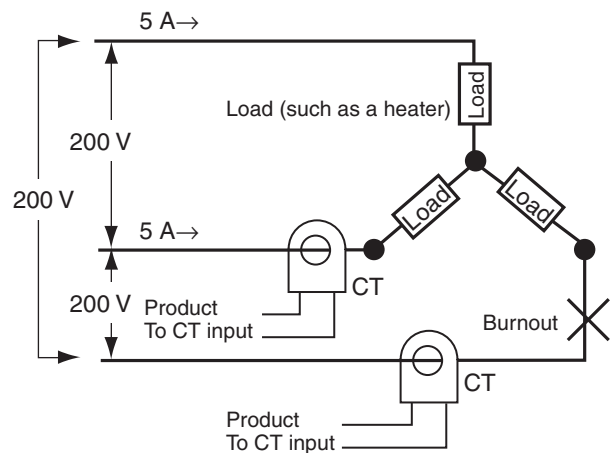 5 A→
Load
Load (such as a heater)
200 V
200 V
Load
Load
5 A→
CT
200 V
Product
To CT input
Burnout
CT
Product
To CT input